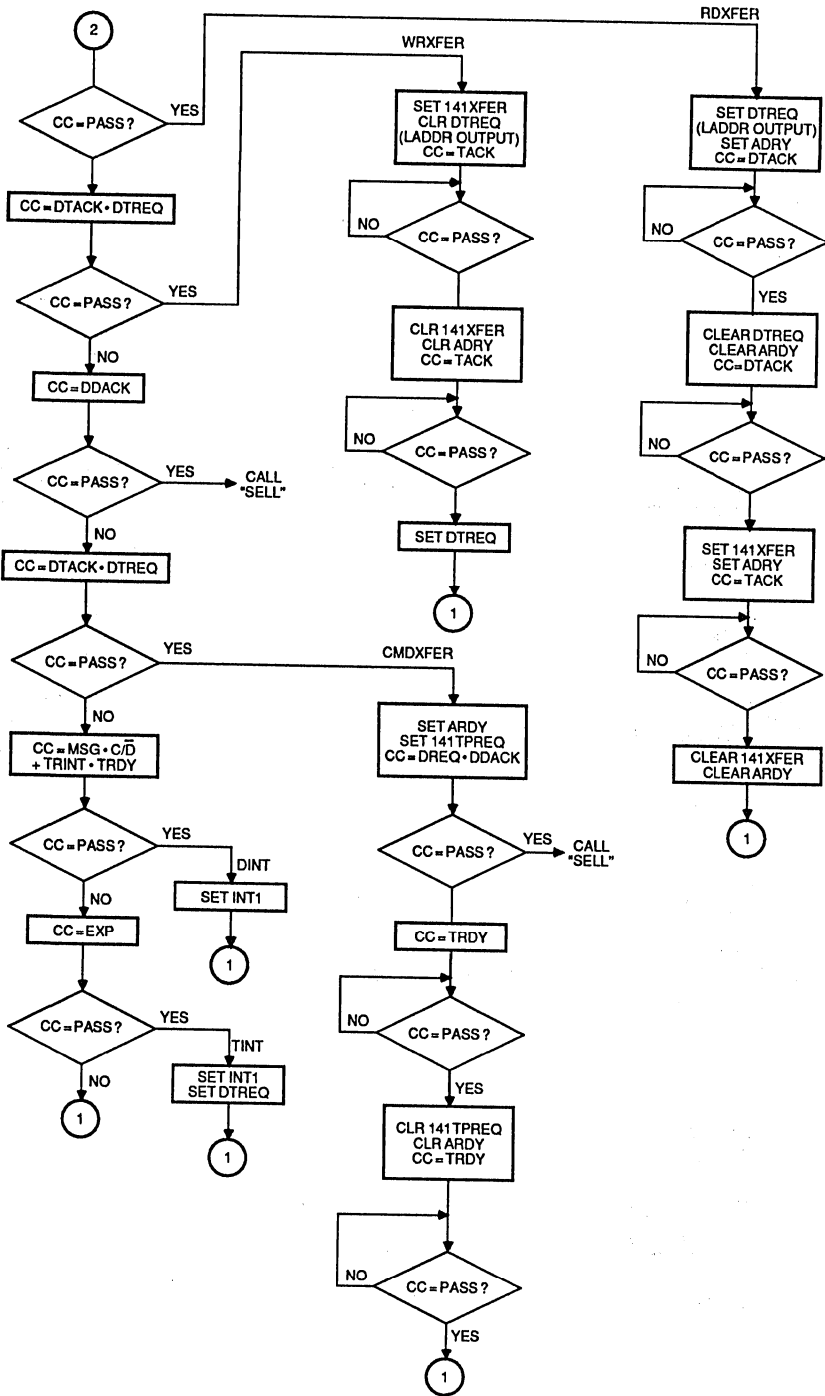 2
CC=PASS?
YES
RDXFER
CC=DTACK•DTREQ
CC=PASS?
YES
WRXFER
NO
CC=DDACK
CC=PASS?
YES
CALL
"SELL"
NO
CC=DTACK•DTREQ
CC=PASS?
YES
CMDXFER
NO
CC=MSG•C/D̅
+ TRINT•TRDY
CC=PASS?
YES
DINT
SET INT1
1
NO
CC=EXP
CC=PASS?
YES
TINT
SET INT1
SET DTREQ
1
NO
1
SET 141XFER
CLR DTREQ
(LADDR OUTPUT)
CC=TACK
NO
CC=PASS?
CLR 141XFER
CLR ADRY
CC=TACK
NO
CC=PASS?
SET DTREQ
1
SET ARDY
SET 141TPREQ
CC=DREQ•DDACK
CC=PASS?
YES
CALL
"SELL"
CC=TRDY
NO
CC=PASS?
YES
CLR 141TPREQ
CLR ARDY
CC=TRDY
NO
CC=PASS?
YES
1
SET DTREQ
(LADDR OUTPUT)
SET ADRY
CC=DTACK
NO
CC=PASS?
YES
CLEAR DTREQ
CLEAR ARDY
CC=DTACK
NO
CC=PASS?
SET 141XFER
SET ADRY
CC=TACK
NO
CC=PASS?
CLEAR 141XFER
CLEAR ARDY
1